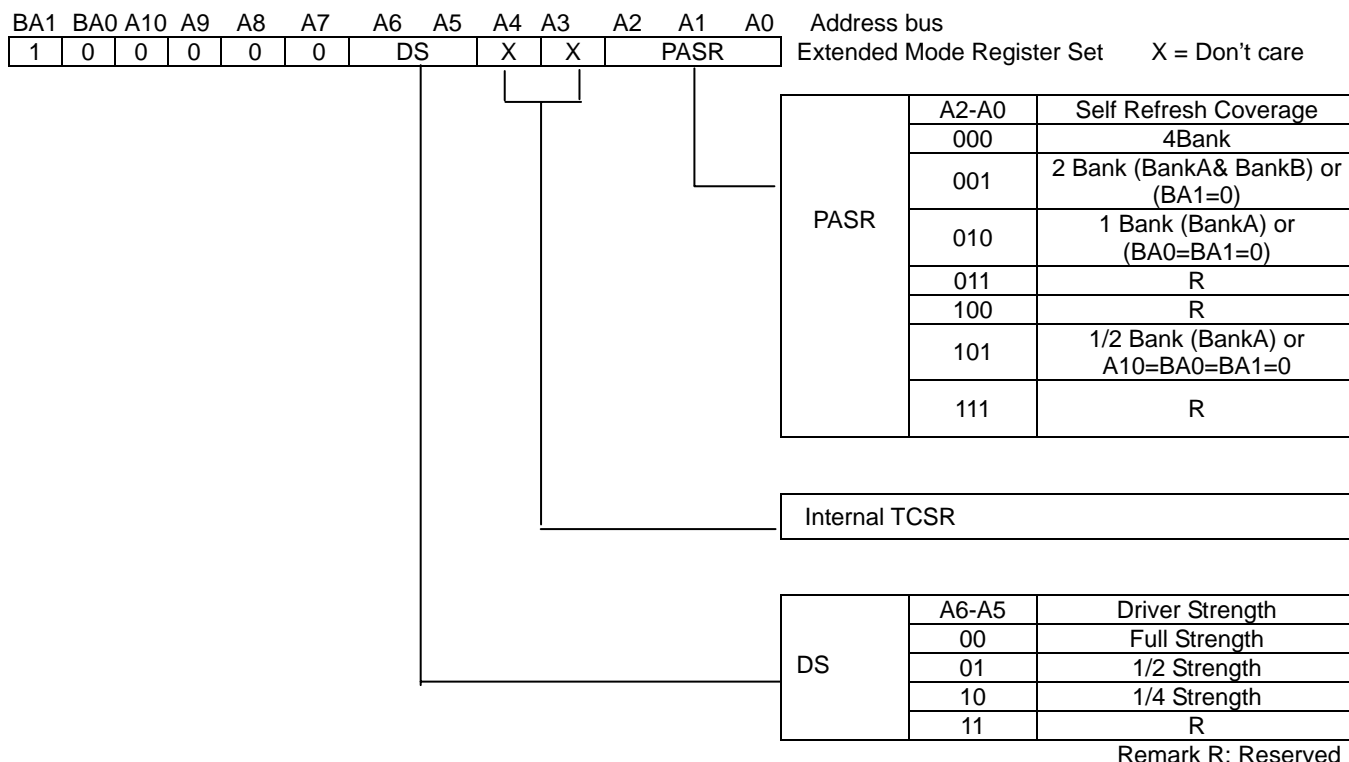 BA1 BA0 A10 A9 A8 A7 A6 A5 A4 A3 A2 A1 A0 Address bus
1 0 0 0 0 0 DS X X PASR Extended Mode Register Set X = Don't care
A2-A0 Self Refresh Coverage
000 4Bank
001 2 Bank (BankA& BankB) or
(BA1=0)
PASR
010 1 Bank (BankA) or
(BA0=BA1=0)
011 R
100 R
101 1/2 Bank (BankA) or
A10=BA0=BA1=0
111 R
Internal TCSR
A6-A5 Driver Strength
00 Full Strength
DS
01 1/2 Strength
10 1/4 Strength
11 R
Remark R: Reserved